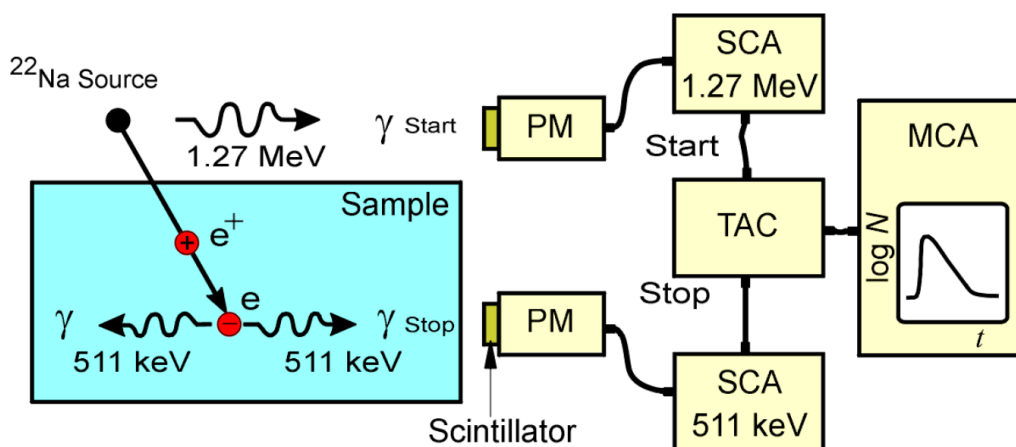 ²²Na Source
1.27 MeV
γ Start
Sample
e⁺
e
γ
511 keV
511 keV
γ Stop
PM
PM
Scintillator
SCA
1.27 MeV
Start
TAC
Stop
SCA
511 keV
MCA
log N
t
+
−